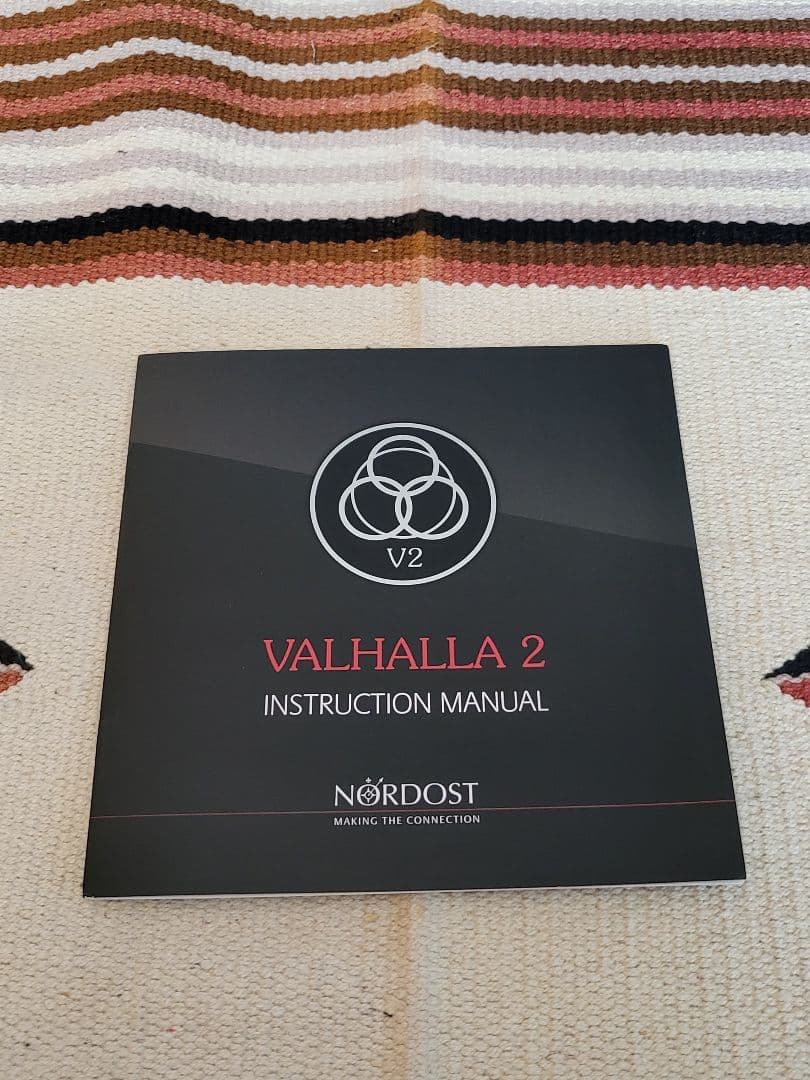 V2
VALHALLA 2
INSTRUCTION MANUAL
NORDOST
MAKING THE CONNECTION